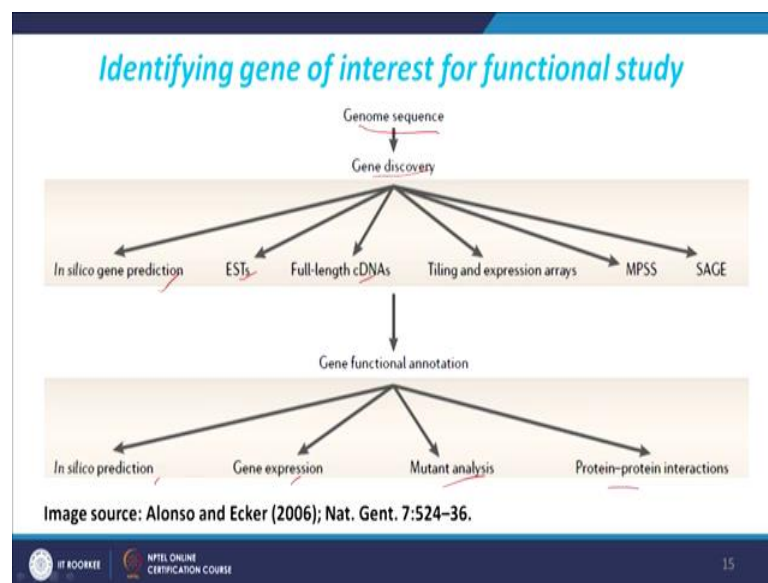 Identifying gene of interest for functional study
Genome sequence
Gene discovery
In silico gene prediction ESTs Full-length cDNAs Tiling and expression arrays MPSS SAGE
Gene functional annotation
In silico prediction Gene expression Mutant analysis Protein–protein interactions
Image source: Alonso and Ecker (2006); Nat. Gent. 7:524–36.
IIT ROORKEE NPTEL ONLINE
CERTIFICATION COURSE
15